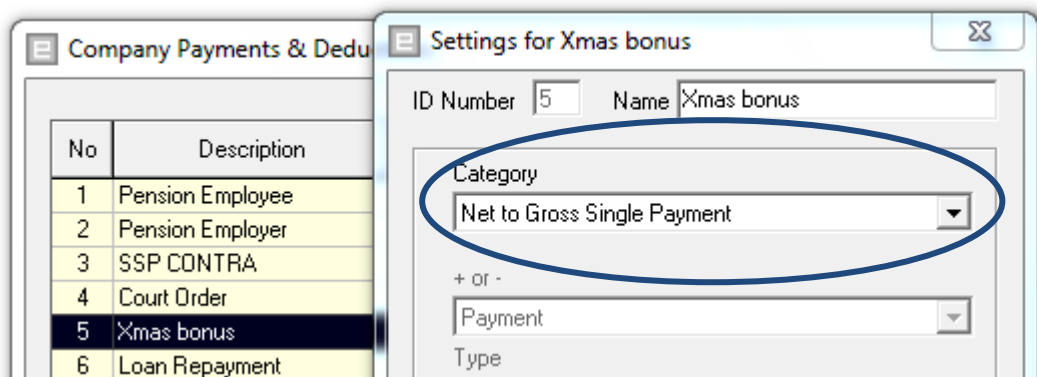 Company Payments & Dedu
No Description
1 Pension Employee
2 Pension Employer
3 SSP CONTRA
4 Court Order
5 Xmas bonus
6 Loan Repayment
Settings for Xmas bonus
ID Number 5 Name Xmas bonus
Category
Net to Gross Single Payment
+ or -
Payment
Type